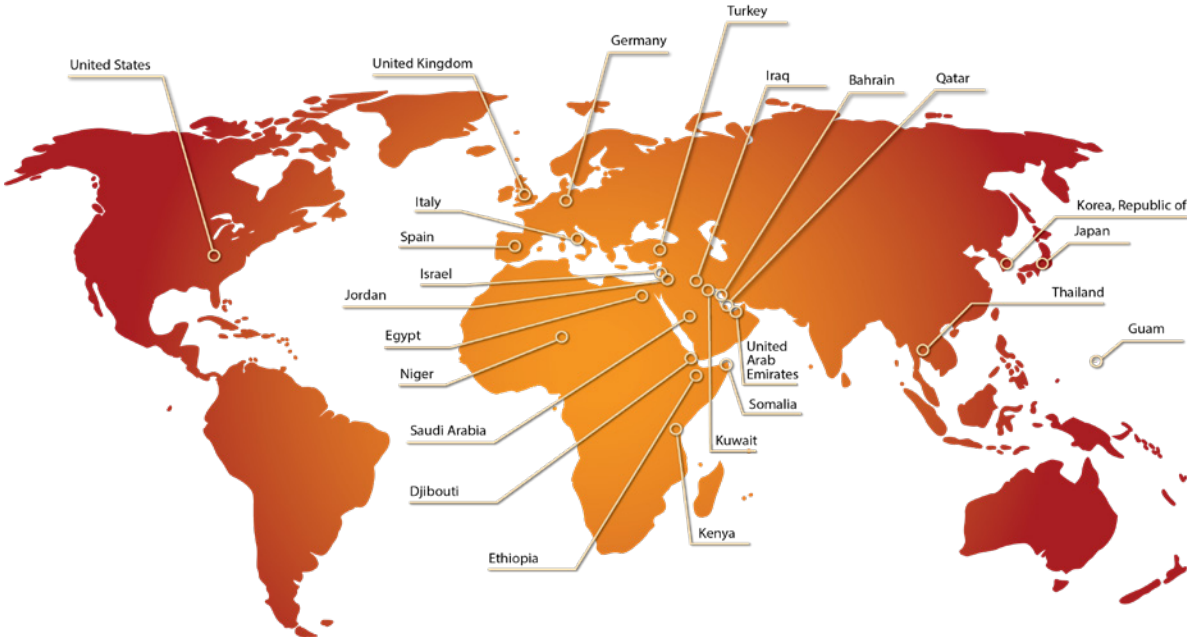 Turkey
Germany
United States
United Kingdom
Iraq
Bahrain
Qatar
Italy
Korea, Republic of
Spain
Japan
Israel
Jordan
Thailand
Egypt
Guam
United
Arab
Emirates
Niger
Somalia
Saudi Arabia
Kuwait
Djibouti
Kenya
Ethiopia